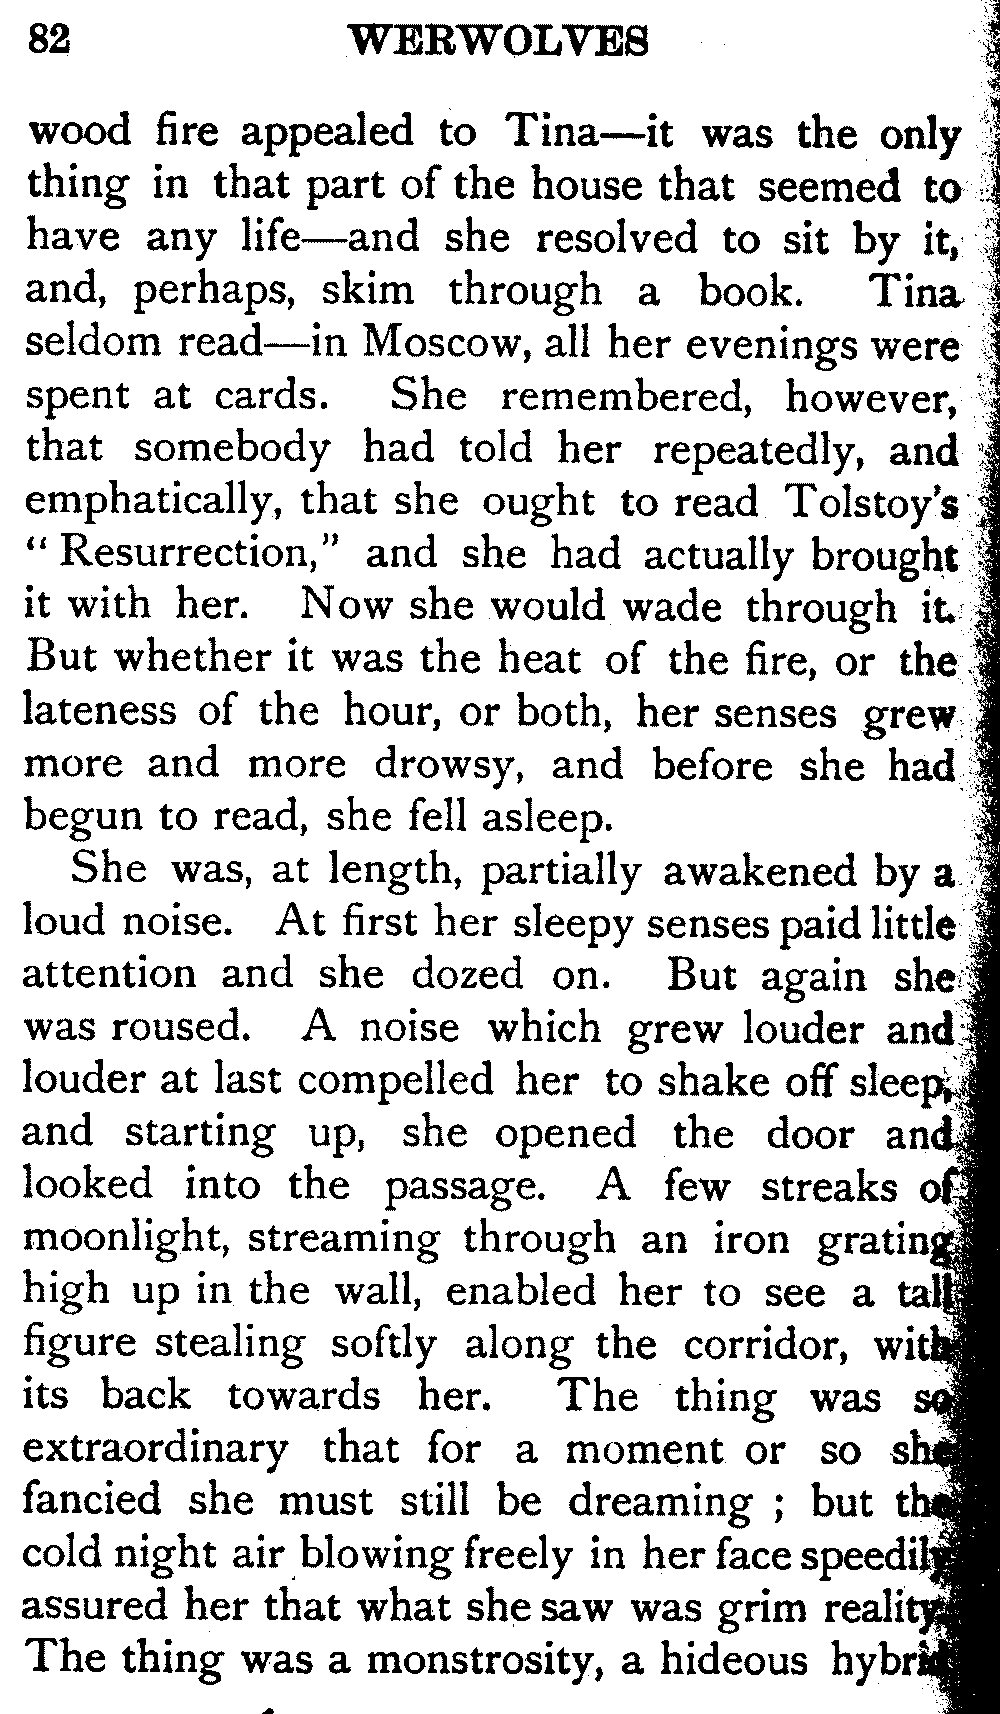 82 WERWOLVES
wood fire appealed to Tina—it was the only
thing in that part of the house that seemed to
have any life—and she resolved to sit by it,
and, perhaps, skim through a book. Tina
seldom read—in Moscow, all her evenings were
spent at cards. She remembered, however,
that somebody had told her repeatedly, and
emphatically, that she ought to read Tolstoy's
“Resurrection,” and she had actually brought
it with her. Now she would wade through it.
But whether it was the heat of the fire, or the
lateness of the hour, or both, her senses grew
more and more drowsy, and before she had
begun to read, she fell asleep.
She was, at length, partially awakened by a
loud noise. At first her sleepy senses paid little
attention and she dozed on. But again she
was roused. A noise which grew louder and
louder at last compelled her to shake off sleep,
and starting up, she opened the door and
looked into the passage. A few streaks of
moonlight, streaming through an iron grating
high up in the wall, enabled her to see a tall
figure stealing softly along the corridor, with
its back towards her. The thing was so
extraordinary that for a moment or so she
fancied she must still be dreaming ; but the
cold night air blowing freely in her face speedily
assured her that what she saw was grim reality.
The thing was a monstrosity, a hideous hybrid